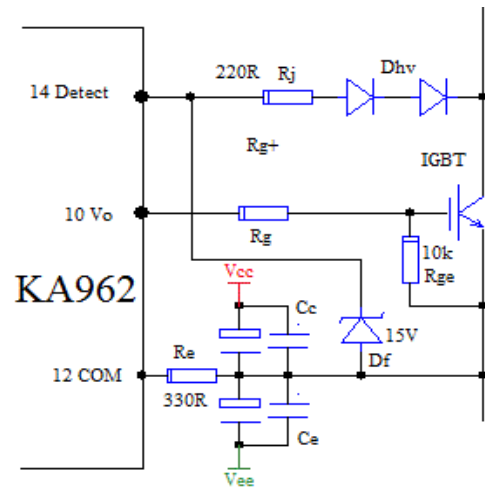 220R Rj Dhv
14 Detect
Rg+
IGBT
10 Vo
10k
Rg Rge
Vcc
KA962
Cc
15V
Re Df
12 COM
330R
Ce
Vee